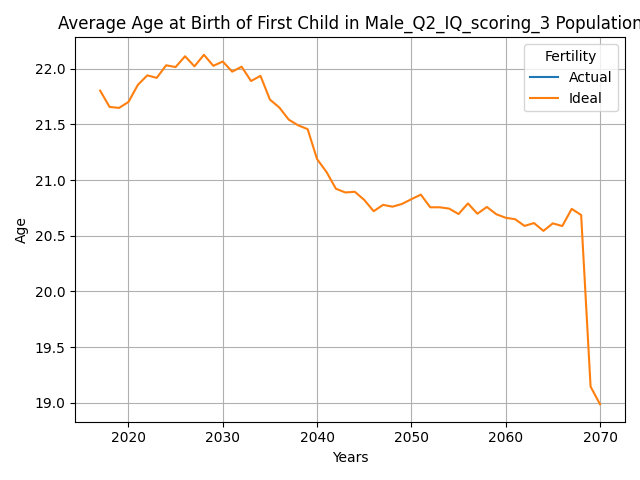 Average Age at Birth of First Child in Male_Q2_IQ_scoring_3 Population
Fertility
Actual
Ideal
22.0
21.5
21.0
20.5
20.0
19.5
19.0
Age
2020 2030 2040 2050 2060 2070
Years